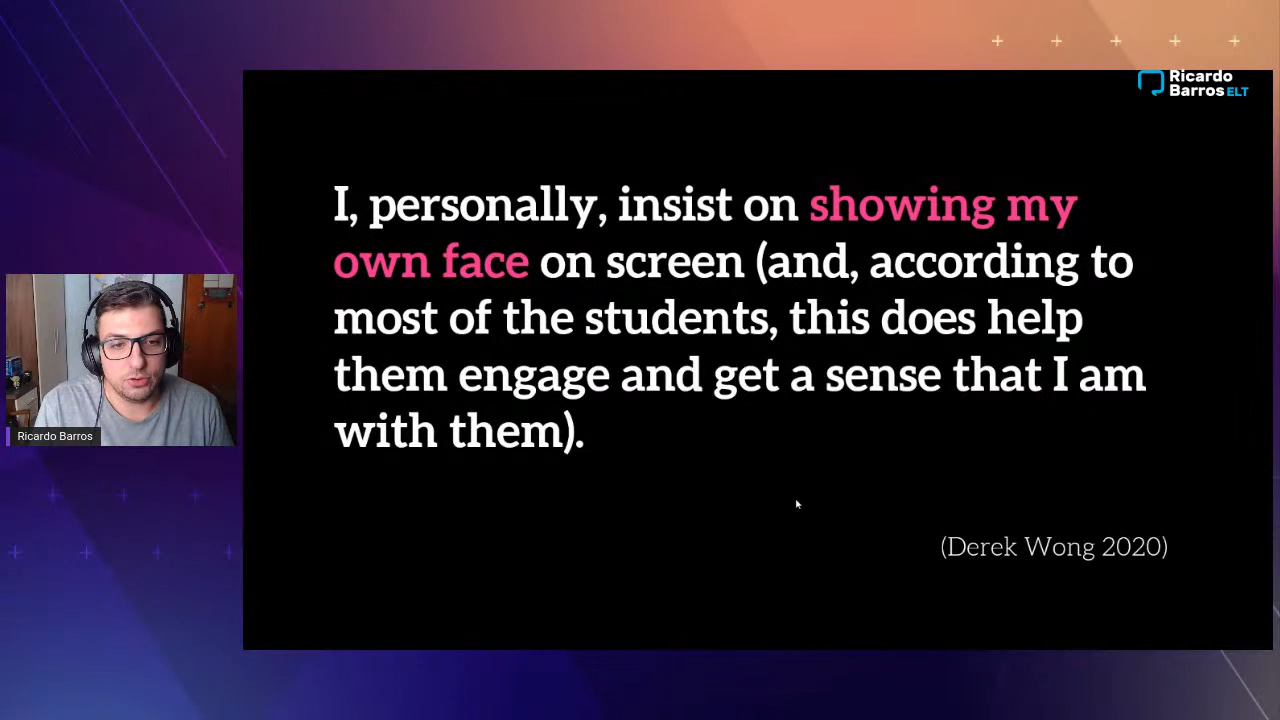 Ricardo
Barros ELT
I, personally, insist on showing my
own face on screen (and, according to
most of the students, this does help
them engage and get a sense that I am
with them).
Ricardo Barros
(Derek Wong 2020)